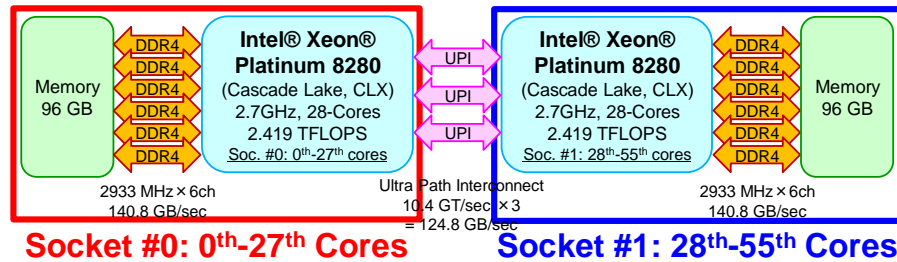 Memory
96 GB
DDR4
DDR4
DDR4
DDR4
DDR4
DDR4
Intel® Xeon®
Platinum 8280
(Cascade Lake, CLX)
2.7GHz, 28-Cores
2.419 TFLOPS
Soc. #0: 0th-27th cores
UPI
UPI
UPI
Intel® Xeon®
Platinum 8280
(Cascade Lake, CLX)
2.7GHz, 28-Cores
2.419 TFLOPS
Soc. #1: 28th-55th cores
DDR4
DDR4
DDR4
DDR4
DDR4
DDR4
Memory
96 GB
2933 MHz×6ch
140.8 GB/sec
Ultra Path Interconnect
10.4 GT/sec ×3
= 124.8 GB/sec
2933 MHz×6ch
140.8 GB/sec
Socket #0: 0th-27th Cores
Socket #1: 28th-55th Cores